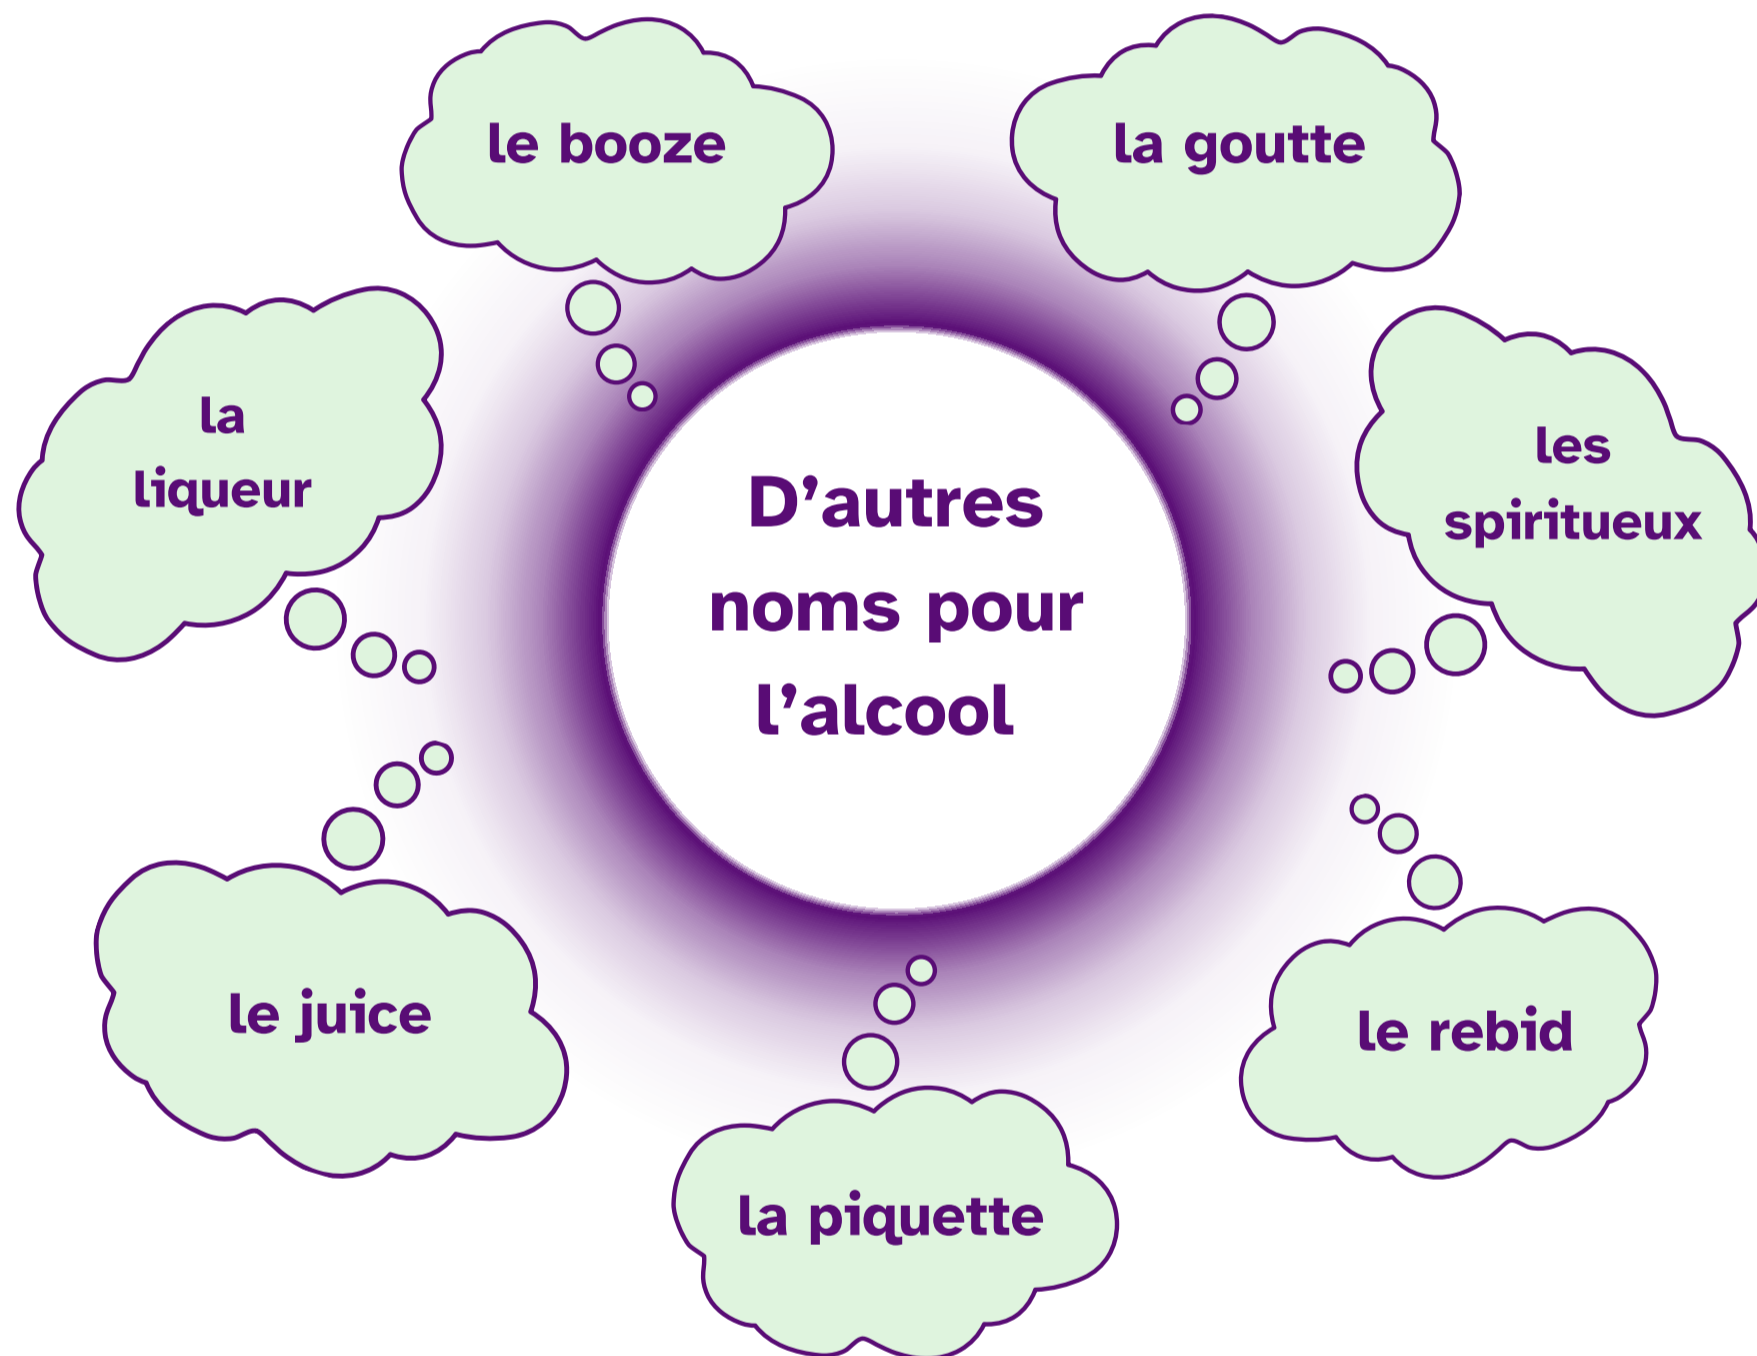 D’autres
noms pour
l’alcool
le booze
la goutte
les
spiritueux
le rebid
la piquette
le juice
la
liqueur